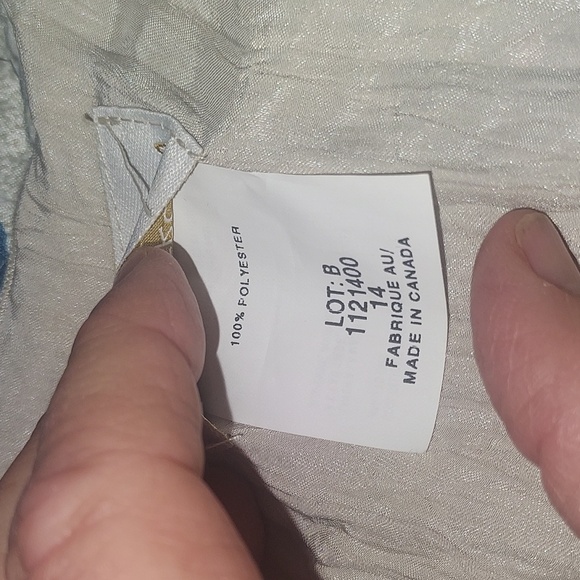 100% POLYESTER
LOT: B
1121400
14
FABRIQUE AU/
MADE IN CANADA